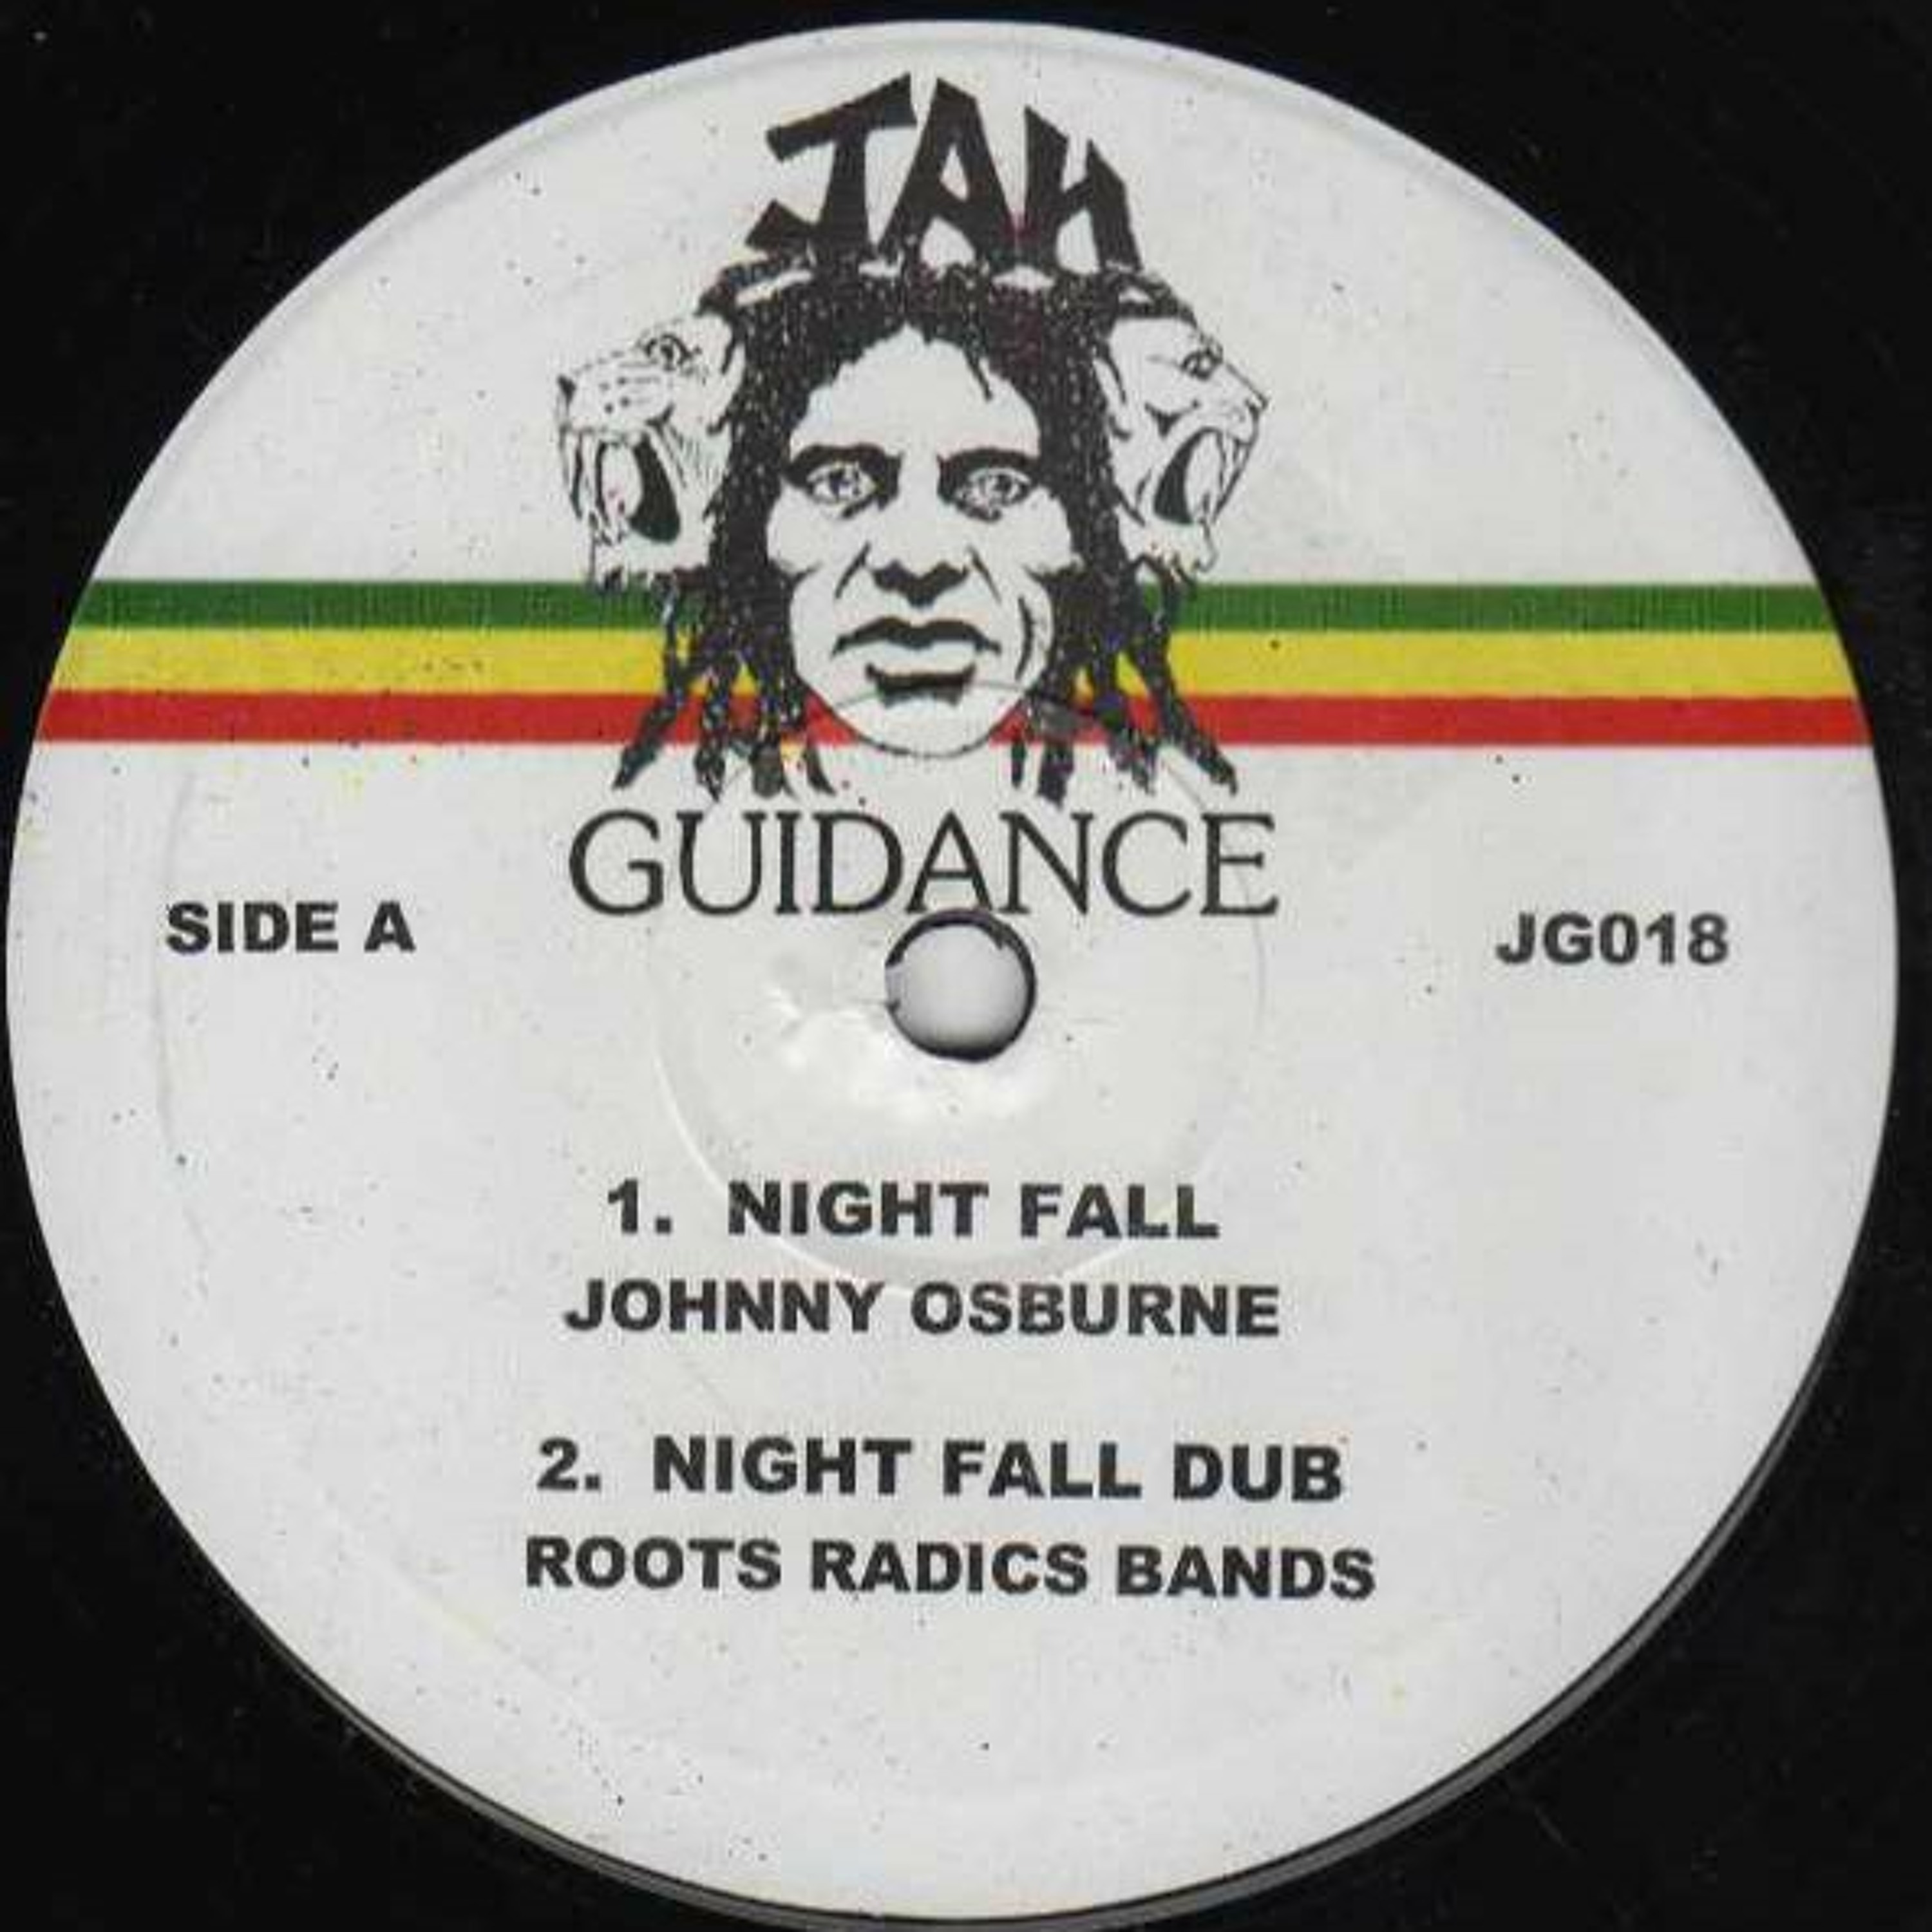 JAH
GUIDANCE
SIDE A
JG018
1. NIGHT FALL
JOHNNY OSBURNE
2. NIGHT FALL DUB
ROOTS RADICS BANDS